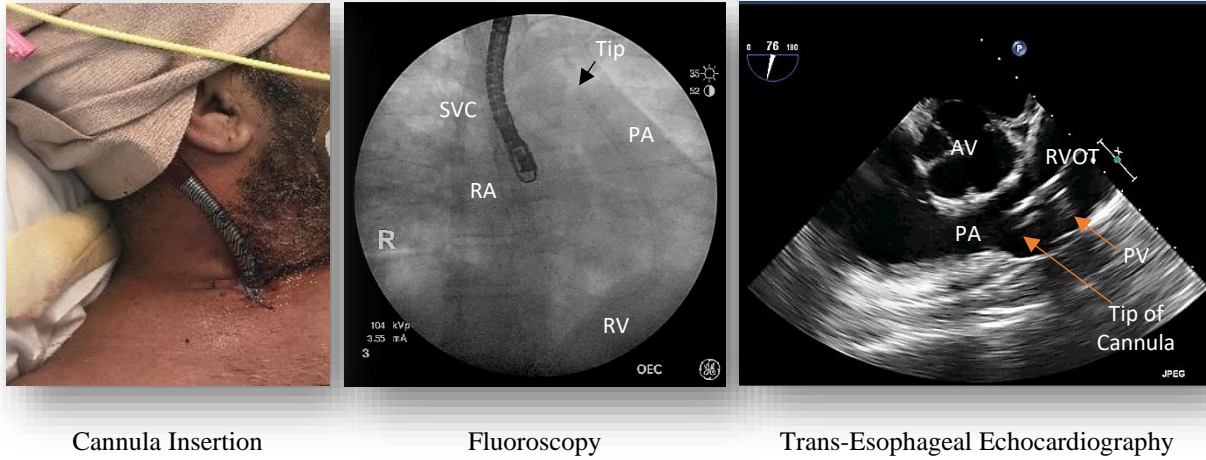 Tip
SVC
PA
RA
R
RV
35
52
104 kVp
3.55 mA
3
OEC
GE
0 76 180
P
x
AV
RVOT
PA
PV
Tip of
Cannula
JPEG
Cannula Insertion
Fluoroscopy
Trans-Esophageal Echocardiography